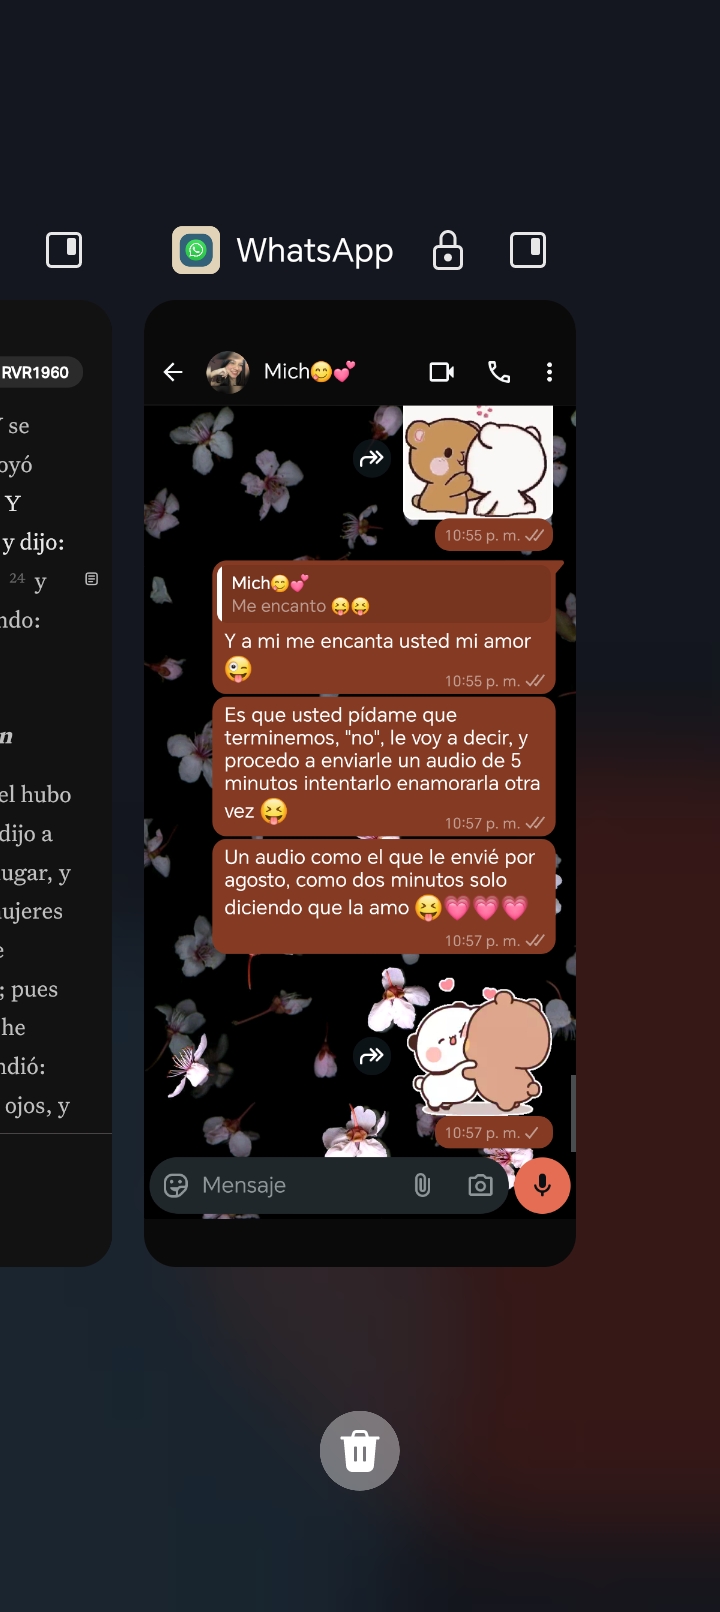 WhatsApp
RVR1960
se
oyó
Y
y dijo:
24 y
ndo:
n
el hubo
dijo a
ugar, y
ujeres
e
; pues
he
ndió:
ojos, y
Mich😋💕
10:55 p. m.
Mich😋💕
Me encanto 😝😝
Y a mi me encanta usted mi amor
😜
10:55 p. m.
Es que usted pídame que
terminemos, "no", le voy a decir, y
procedo a enviarle un audio de 5
minutos intentarlo enamorarla otra
vez 😝
10:57 p. m.
Un audio como el que le envié por
agosto, como dos minutos solo
diciendo que la amo 😝💗💗💗
10:57 p. m.
10:57 p. m.
Mensaje